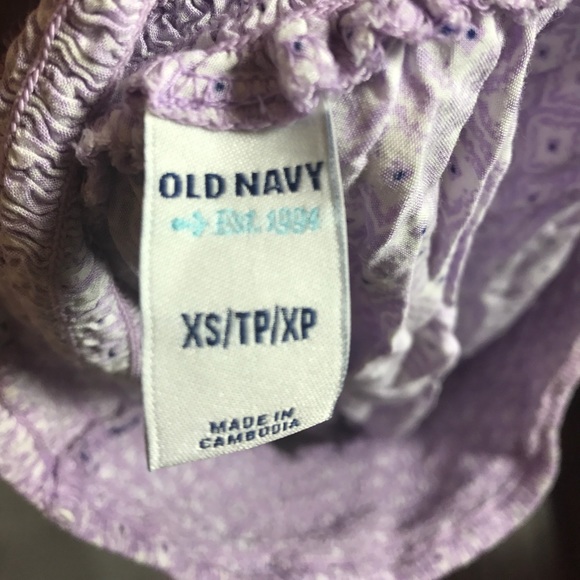 OLD NAVY
EST. 1994
XS/TP/XP
MADE IN
CAMBODIA